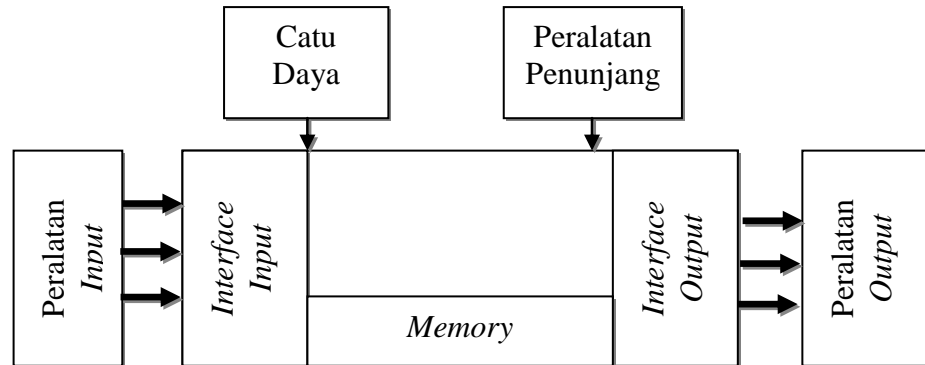 Catu
Daya
Peralatan
Penunjang
Peralatan
Input
Interface
Input
Memory
Interface
Output
Peralatan
Output